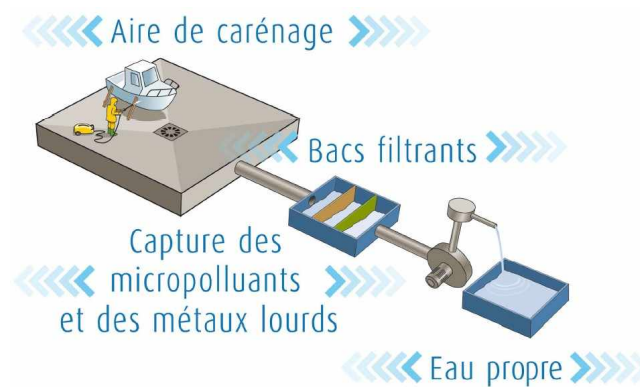 Aire de carénage
Bacs filtrants
Capture des
micropolluants
et des métaux lourds
Eau propre